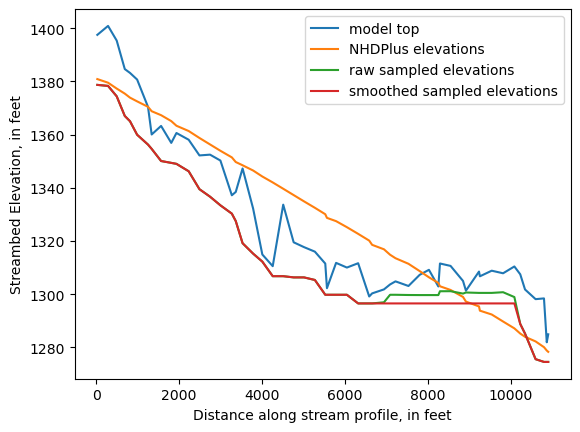 model top
NHDPlus elevations
raw sampled elevations
smoothed sampled elevations
Streambed Elevation, in feet
1400
1380
1360
1340
1320
1300
1280
0
2000
4000
6000
8000
10000
Distance along stream profile, in feet